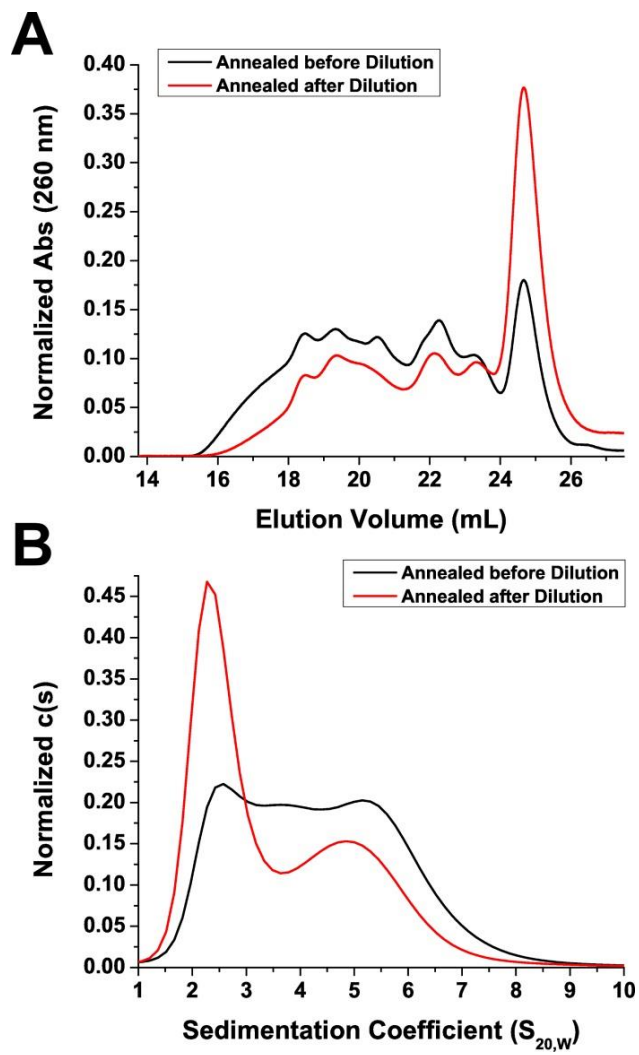 A
Annealed before Dilution
Annealed after Dilution
0.40
0.35
0.30
0.25
0.20
0.15
0.10
0.05
0.00
Normalized Abs (260 nm)
14 16 18 20 22 24 26
Elution Volume (mL)
B
Annealed before Dilution
Annealed after Dilution
0.45
0.40
0.35
0.30
0.25
0.20
0.15
0.10
0.05
0.00
Normalized c(s)
1 2 3 4 5 6 7 8 9 10
Sedimentation Coefficient (S20,W)